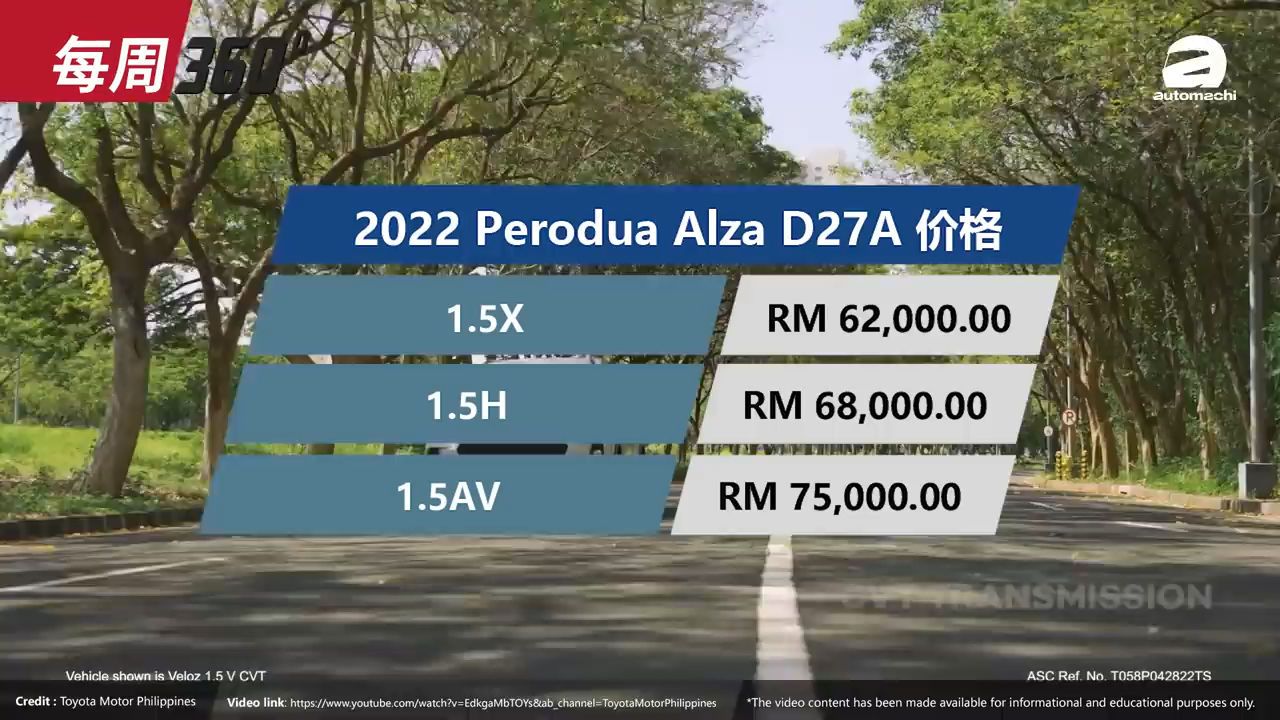 每周360°
automachi
2022 Perodua Alza D27A 价格
1.5X RM 62,000.00
1.5H RM 68,000.00
1.5AV RM 75,000.00
CVT TRANSMISSION
Vehicle shown is Veloz 1.5 V CVT
ASC Ref. No. T058P042822TS
Credit : Toyota Motor Philippines Video link: https://www.youtube.com/watch?v=EdkgaMbTOYs&ab_channel=ToyotaMotorPhilippines *The video content has been made available for informational and educational purposes only.